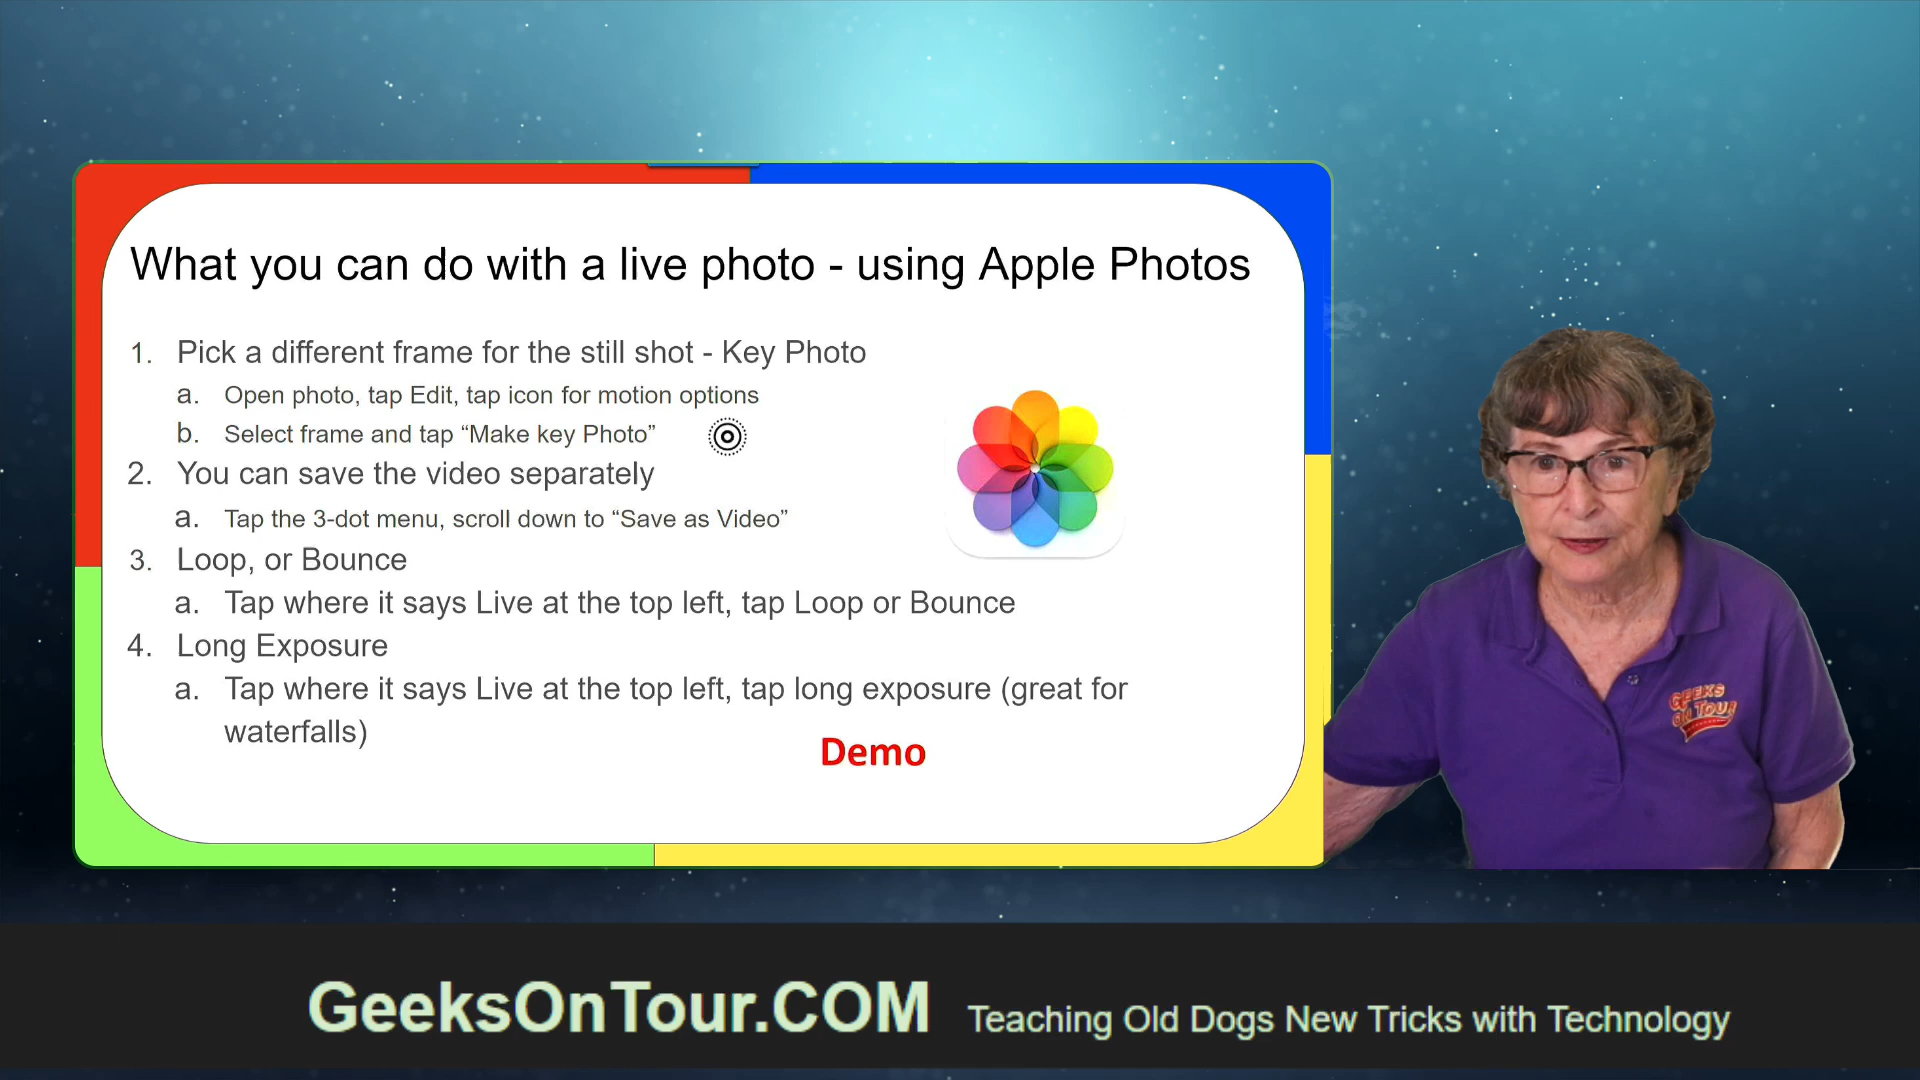 What you can do with a live photo - using Apple Photos
1. Pick a different frame for the still shot - Key Photo
a. Open photo, tap Edit, tap icon for motion options
b. Select frame and tap “Make key Photo”
2. You can save the video separately
a. Tap the 3-dot menu, scroll down to “Save as Video”
3. Loop, or Bounce
a. Tap where it says Live at the top left, tap Loop or Bounce
4. Long Exposure
a. Tap where it says Live at the top left, tap long exposure (great for
waterfalls)
Demo
GEEKS
ON TOUR
GeeksOnTour.COM Teaching Old Dogs New Tricks with Technology